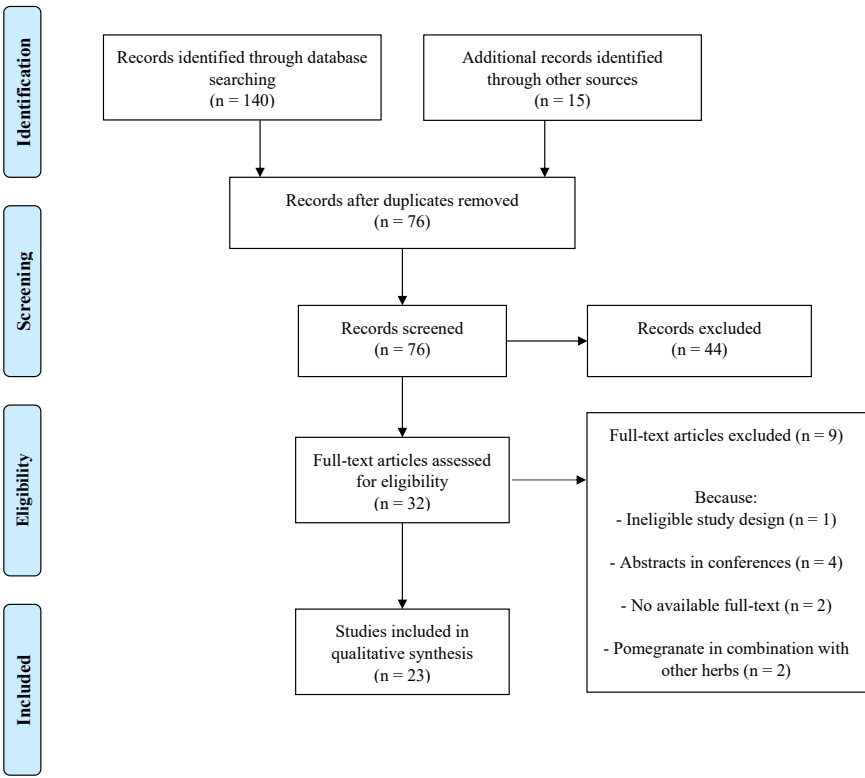 Identification
Records identified through database
searching
(n = 140)
Additional records identified
through other sources
(n = 15)
Records after duplicates removed
(n = 76)
Screening
Records screened
(n = 76)
Records excluded
(n = 44)
Eligibility
Full-text articles assessed
for eligibility
(n = 32)
Full-text articles excluded (n = 9)
Because:
- Ineligible study design (n = 1)
- Abstracts in conferences (n = 4)
- No available full-text (n = 2)
- Pomegranate in combination with
other herbs (n = 2)
Included
Studies included in
qualitative synthesis
(n = 23)